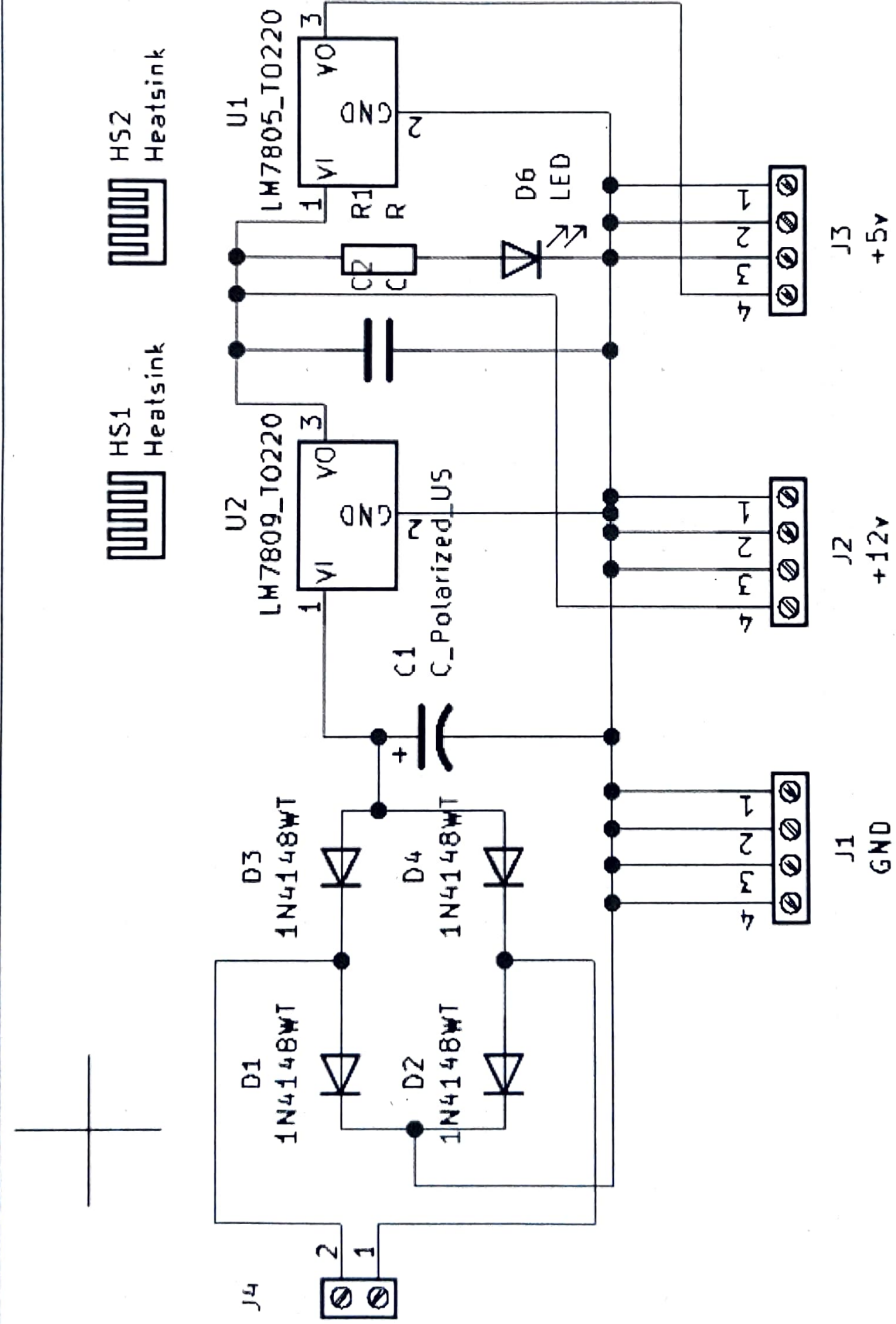 HS2
Heatsink
HS1
Heatsink
U1
LM7805_TO220
3
VO
GND
2
VI
1
R1
R
D6
LED
C2
C
U2
LM7809_TO220
3
VO
GND
2
VI
1
C1
C_Polarized_US
+
D3
1N4148WT
D4
1N4148WT
D1
1N4148WT
D2
1N4148WT
J4
2
1
1
2
3
4
J3
+5v
1
2
3
4
J2
+12v
1
2
3
4
J1
GND